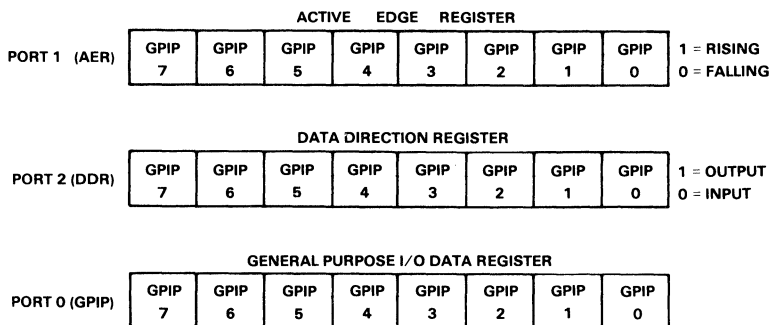 ACTIVE EDGE REGISTER
PORT 1 (AER) GPIP 7 GPIP 6 GPIP 5 GPIP 4 GPIP 3 GPIP 2 GPIP 1 GPIP 0 1 = RISING 0 = FALLING
DATA DIRECTION REGISTER
PORT 2 (DDR) GPIP 7 GPIP 6 GPIP 5 GPIP 4 GPIP 3 GPIP 2 GPIP 1 GPIP 0 1 = OUTPUT 0 = INPUT
GENERAL PURPOSE I/O DATA REGISTER
PORT 0 (GPIP) GPIP 7 GPIP 6 GPIP 5 GPIP 4 GPIP 3 GPIP 2 GPIP 1 GPIP 0